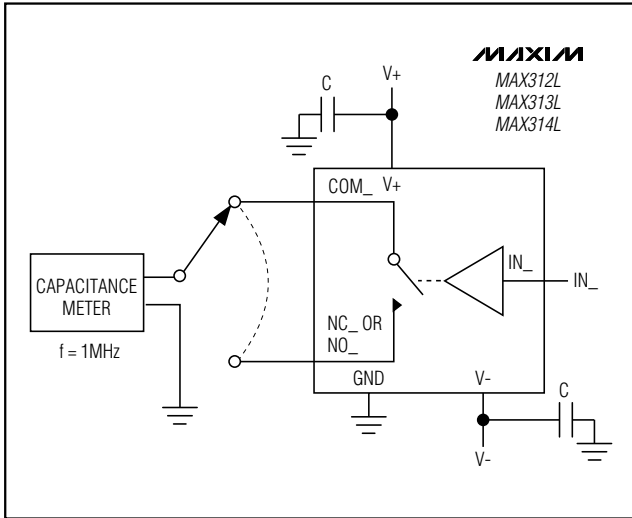 MAXIM
MAX312L
MAX313L
MAX314L
C
V+
COM_
V+
IN_
IN_
CAPACITANCE
METER
f = 1MHz
NC_ OR
NO_
GND
V-
C
V-